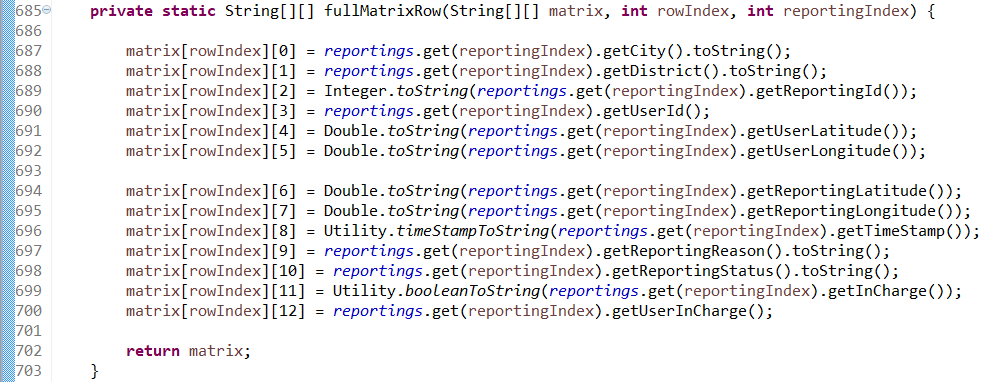 685 private static String[][] fullMatrixRow(String[][] matrix, int rowIndex, int reportingIndex) {
686
687 matrix[rowIndex][0] = reportings.get(reportingIndex).getCity().toString();
688 matrix[rowIndex][1] = reportings.get(reportingIndex).getDistrict().toString();
689 matrix[rowIndex][2] = Integer.toString(reportings.get(reportingIndex).getReportingId());
690 matrix[rowIndex][3] = reportings.get(reportingIndex).getUserId();
691 matrix[rowIndex][4] = Double.toString(reportings.get(reportingIndex).getUserLatitude());
692 matrix[rowIndex][5] = Double.toString(reportings.get(reportingIndex).getUserLongitude());
693
694 matrix[rowIndex][6] = Double.toString(reportings.get(reportingIndex).getReportingLatitude());
695 matrix[rowIndex][7] = Double.toString(reportings.get(reportingIndex).getReportingLongitude());
696 matrix[rowIndex][8] = Utility.timeStampToString(reportings.get(reportingIndex).getTimeStamp());
697 matrix[rowIndex][9] = reportings.get(reportingIndex).getReportingReason().toString();
698 matrix[rowIndex][10] = reportings.get(reportingIndex).getReportingStatus().toString();
699 matrix[rowIndex][11] = Utility.booleanToString(reportings.get(reportingIndex).getInCharge());
700 matrix[rowIndex][12] = reportings.get(reportingIndex).getUserInCharge();
701
702 return matrix;
703 }